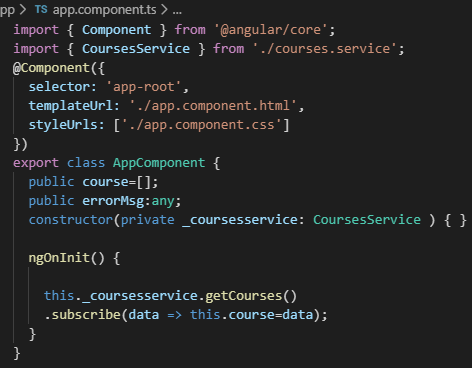 pp > TS app.component.ts > ...
import { Component } from '@angular/core';
import { CoursesService } from './courses.service';
@Component({
  selector: 'app-root',
  templateUrl: './app.component.html',
  styleUrls: ['./app.component.css']
})
export class AppComponent {
  public course=[];
  public errorMsg:any;
  constructor(private _coursesservice: CoursesService ) { }
  ngOnInit() {
    this._coursesservice.getCourses()
    .subscribe(data => this.course=data);
  }
}